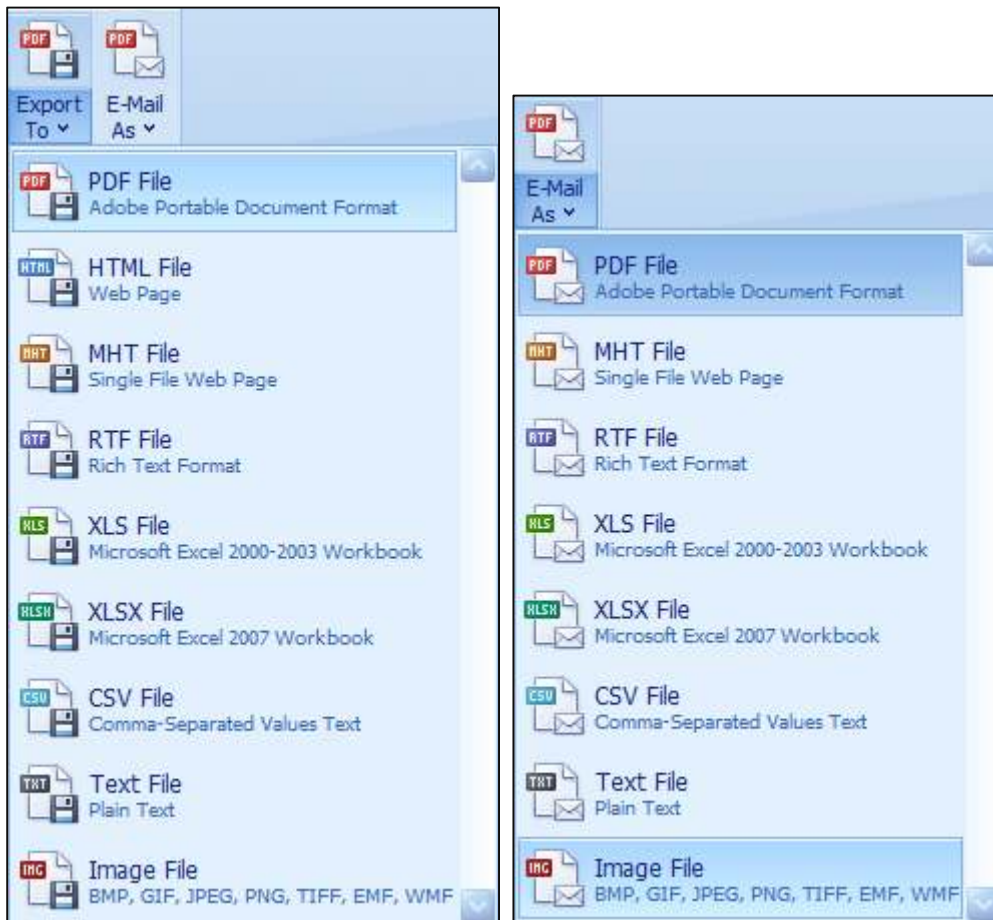 PDF
PDF
Export
To
E-Mail
As
PDF
PDF File
Adobe Portable Document Format
HTML
HTML File
Web Page
MHT
MHT File
Single File Web Page
RTF
RTF File
Rich Text Format
XLS
XLS File
Microsoft Excel 2000-2003 Workbook
XLSX
XLSX File
Microsoft Excel 2007 Workbook
CSV
CSV File
Comma-Separated Values Text
TXT
Text File
Plain Text
IMG
Image File
BMP, GIF, JPEG, PNG, TIFF, EMF, WMF
PDF
E-Mail
As
PDF
PDF File
Adobe Portable Document Format
MHT
MHT File
Single File Web Page
RTF
RTF File
Rich Text Format
XLS
XLS File
Microsoft Excel 2000-2003 Workbook
XLSX
XLSX File
Microsoft Excel 2007 Workbook
CSV
CSV File
Comma-Separated Values Text
TXT
Text File
Plain Text
IMG
Image File
BMP, GIF, JPEG, PNG, TIFF, EMF, WMF